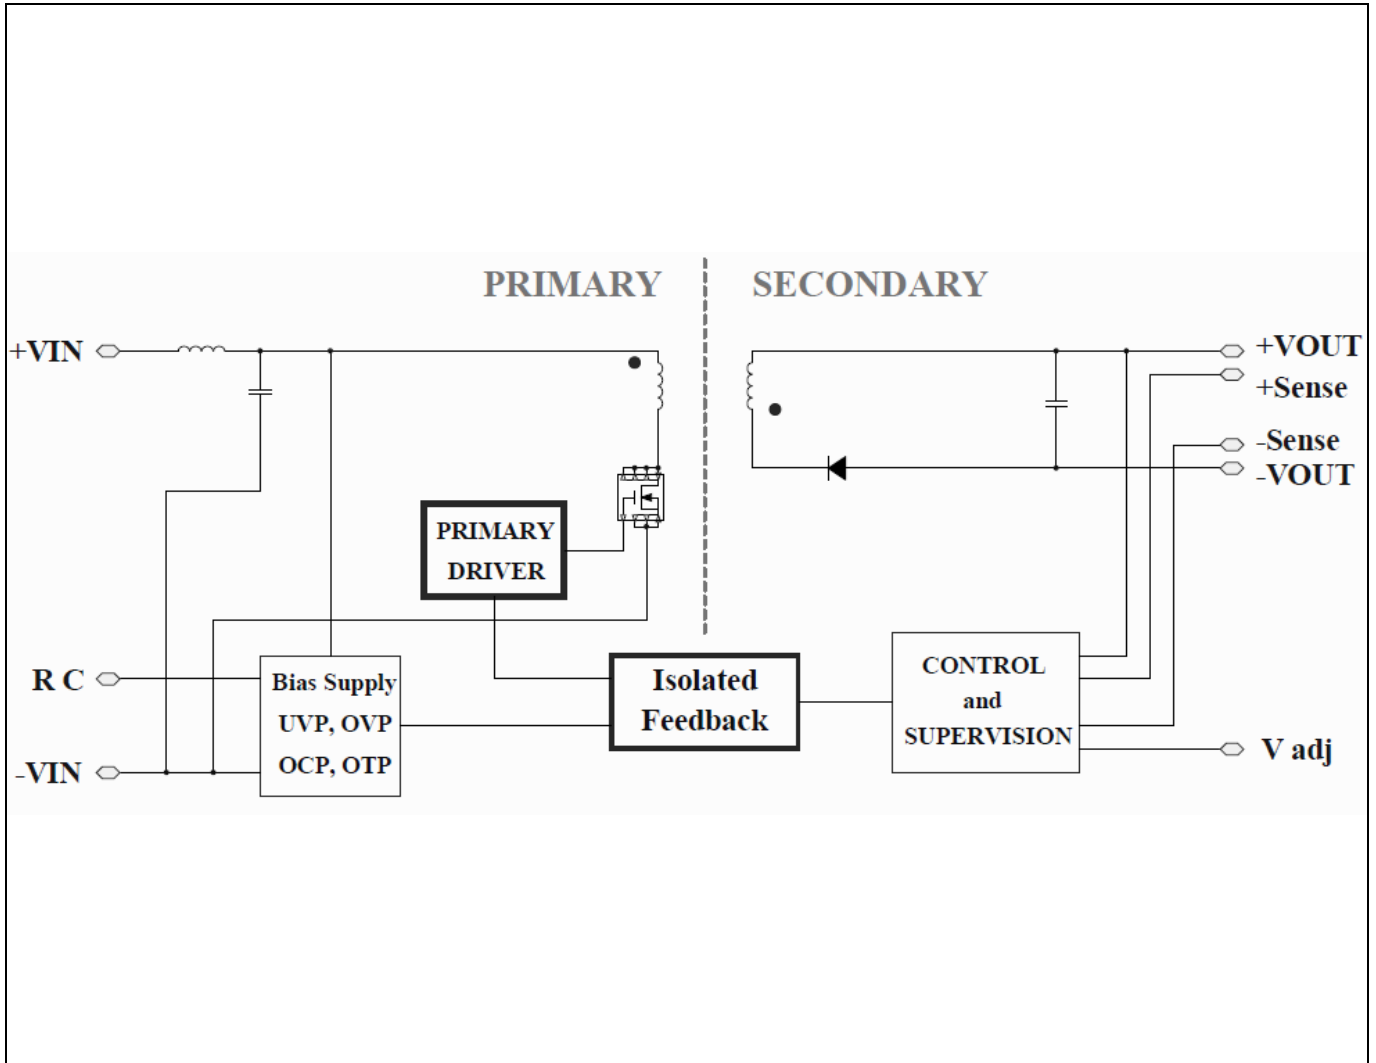 PRIMARY
SECONDARY
+VIN
+VOUT
+Sense
-Sense
-VOUT
PRIMARY
DRIVER
R C
Bias Supply
UVP, OVP
OCP, OTP
-VIN
Isolated
Feedback
CONTROL
and
SUPERVISION
V adj